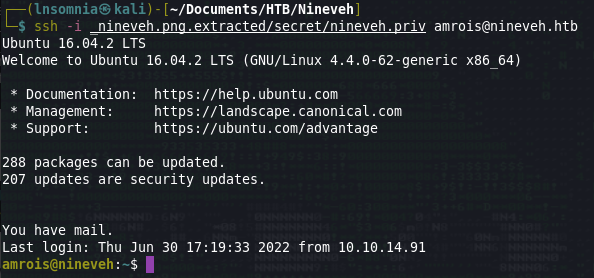 ┌──(lnsomnia㉿kali)-[~/Documents/HTB/Nineveh]
└─$ ssh -i _nineveh.png.extracted/secret/nineveh.priv amrois@nineveh.htb
Ubuntu 16.04.2 LTS
Welcome to Ubuntu 16.04.2 LTS (GNU/Linux 4.4.0-62-generic x86_64)
* Documentation:  https://help.ubuntu.com
* Management:     https://landscape.canonical.com
* Support:        https://ubuntu.com/advantage
288 packages can be updated.
207 updates are security updates.
You have mail.
Last login: Thu Jun 30 17:19:33 2022 from 10.10.14.91
amrois@nineveh:~$